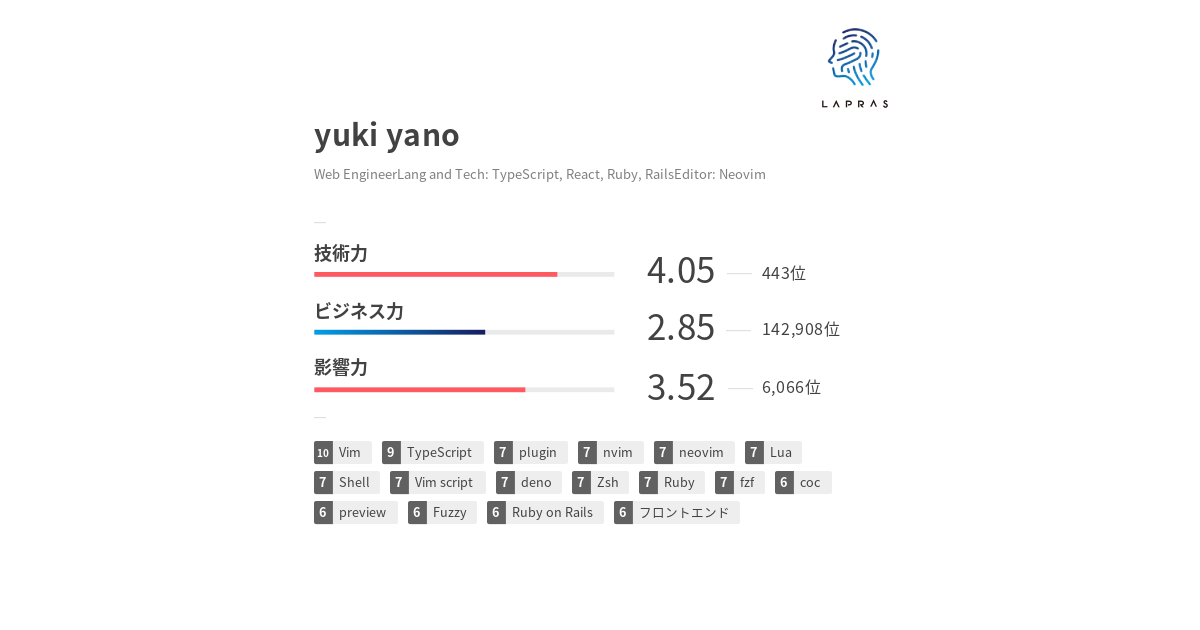 LAPRAS
yuki yano
Web EngineerLang and Tech: TypeScript, React, Ruby, RailsEditor: Neovim
技術力 4.05 443位
ビジネス力 2.85 142,908位
影響力 3.52 6,066位
10 Vim 9 TypeScript 7 plugin 7 nvim 7 neovim 7 Lua
7 Shell 7 Vim script 7 deno 7 Zsh 7 Ruby 7 fzf 6 coc
6 preview 6 Fuzzy 6 Ruby on Rails 6 フロントエンド